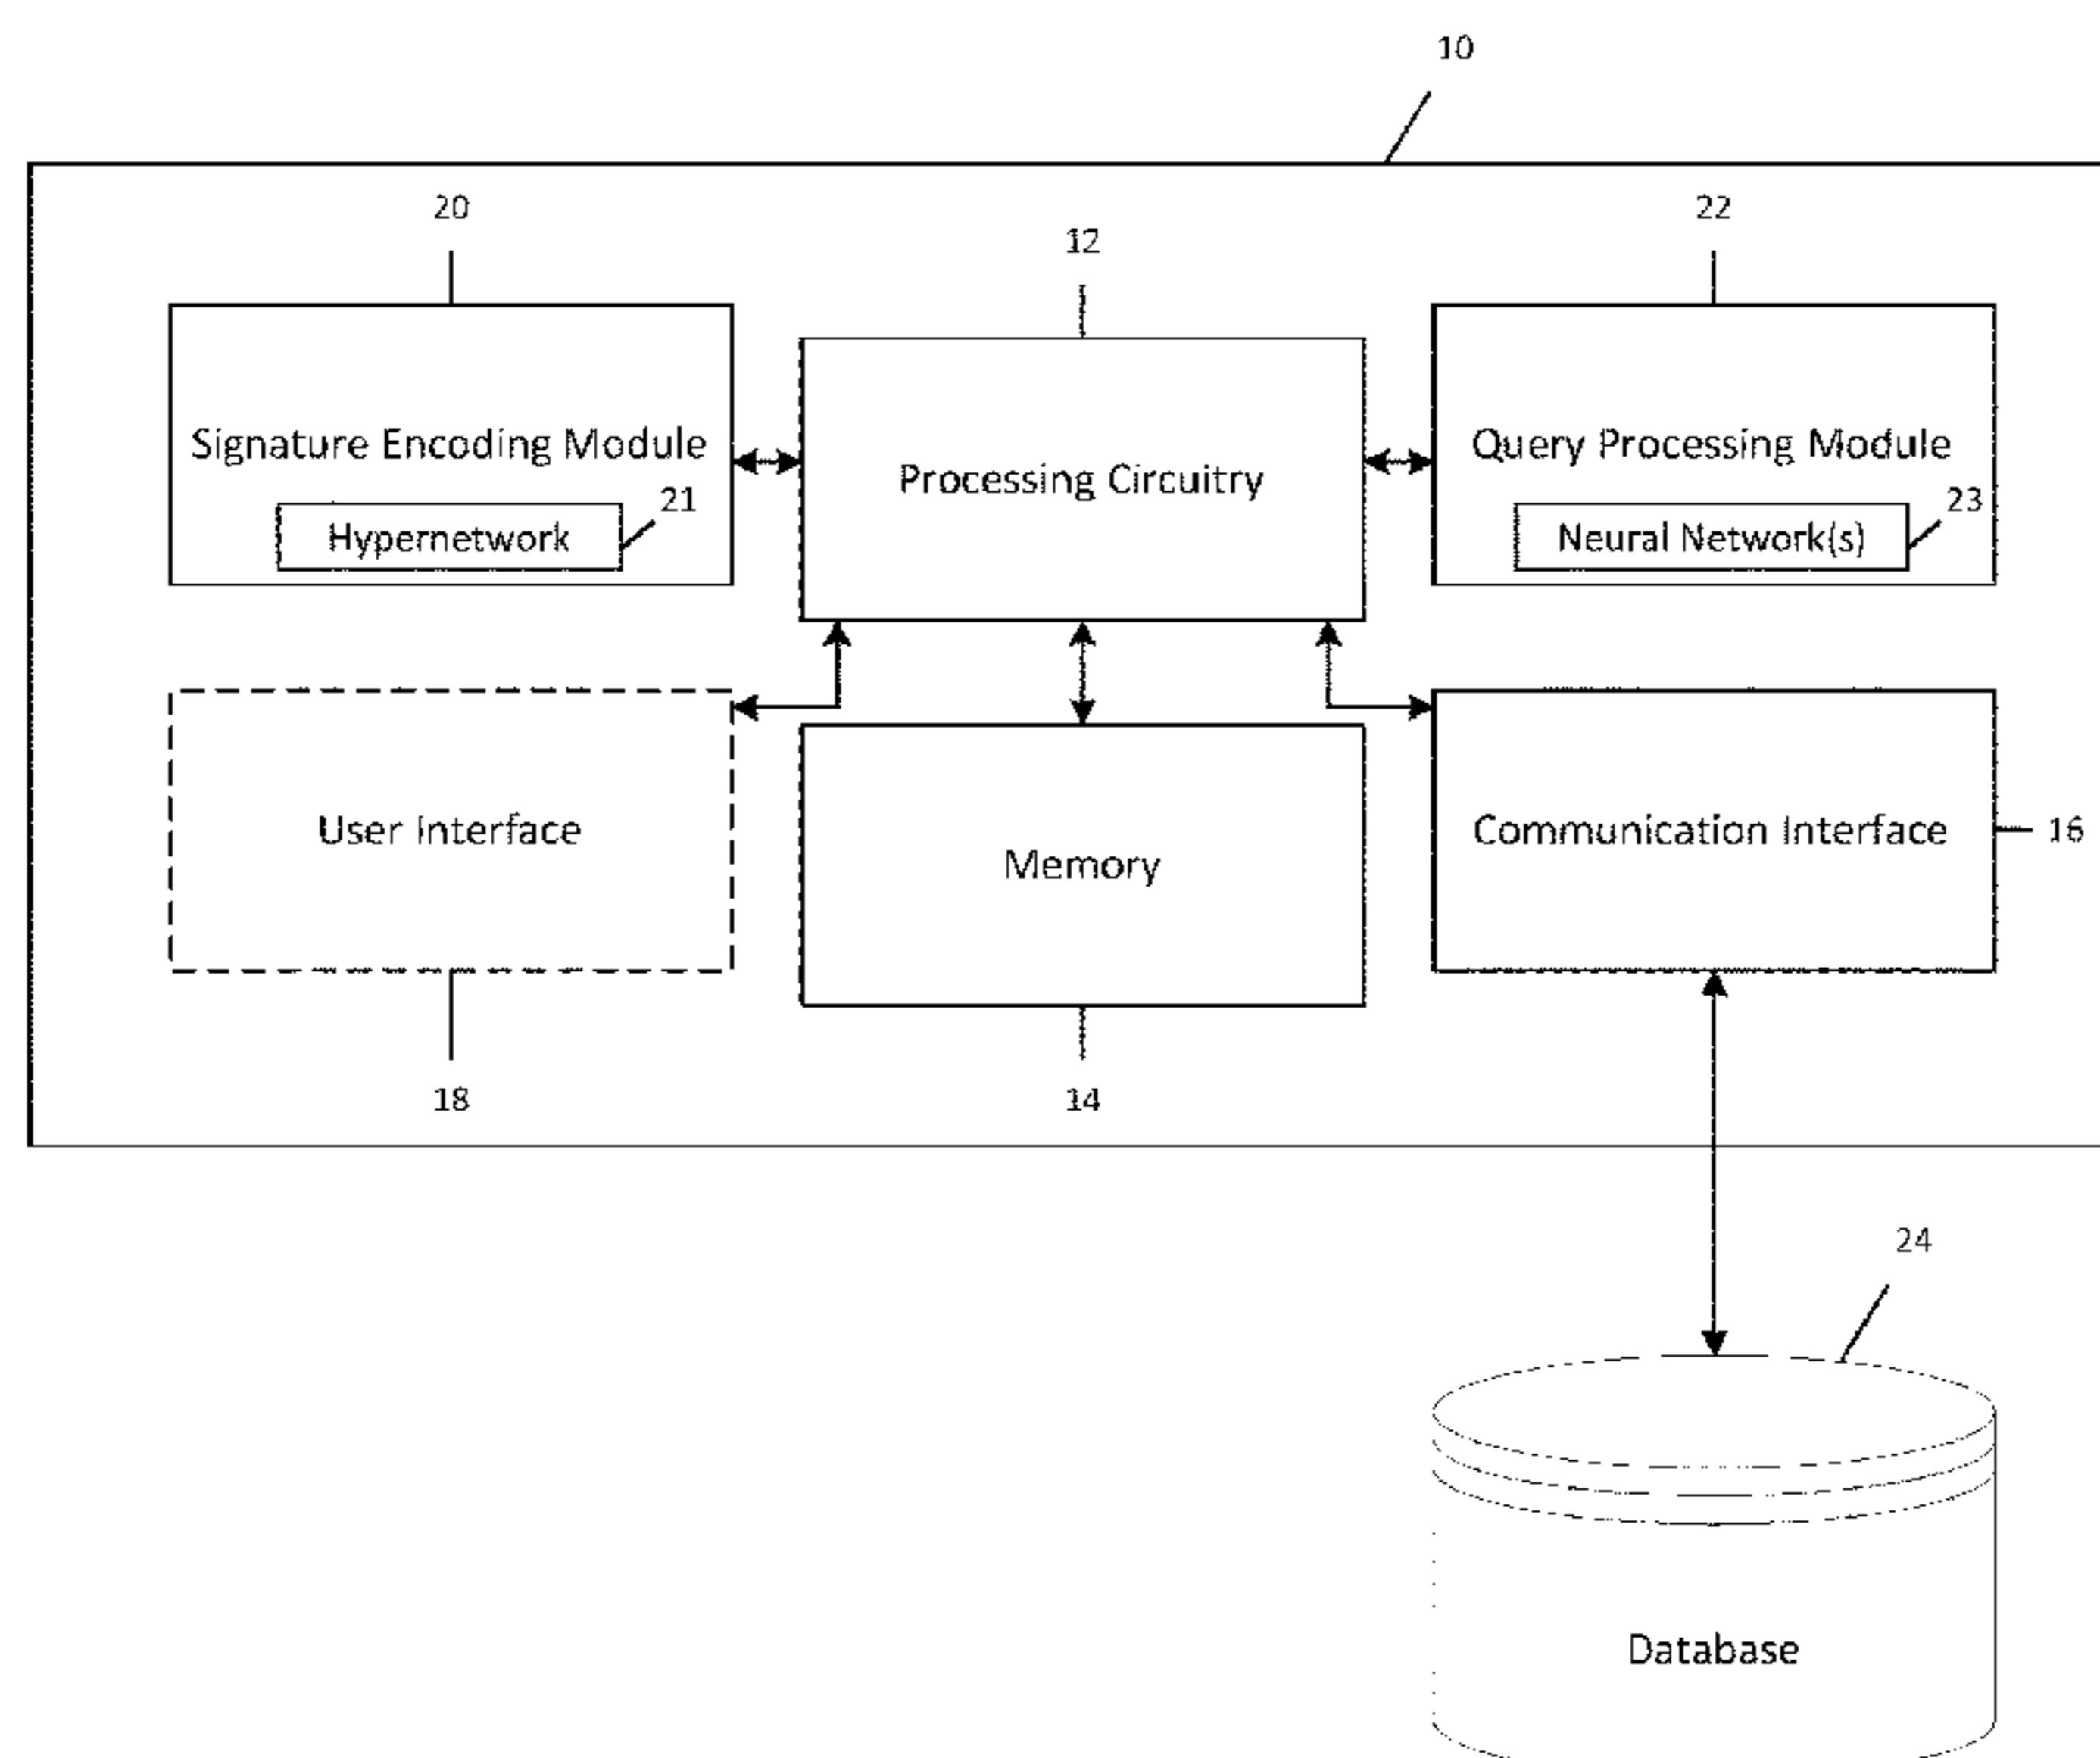 10
20
22
12
Signature Encoding Module
Processing Circuitry
Query Processing Module
21
23
Hypernetwork
Neural Network(s)
User Interface
Memory
Communication Interface
16
18
14
24
Database